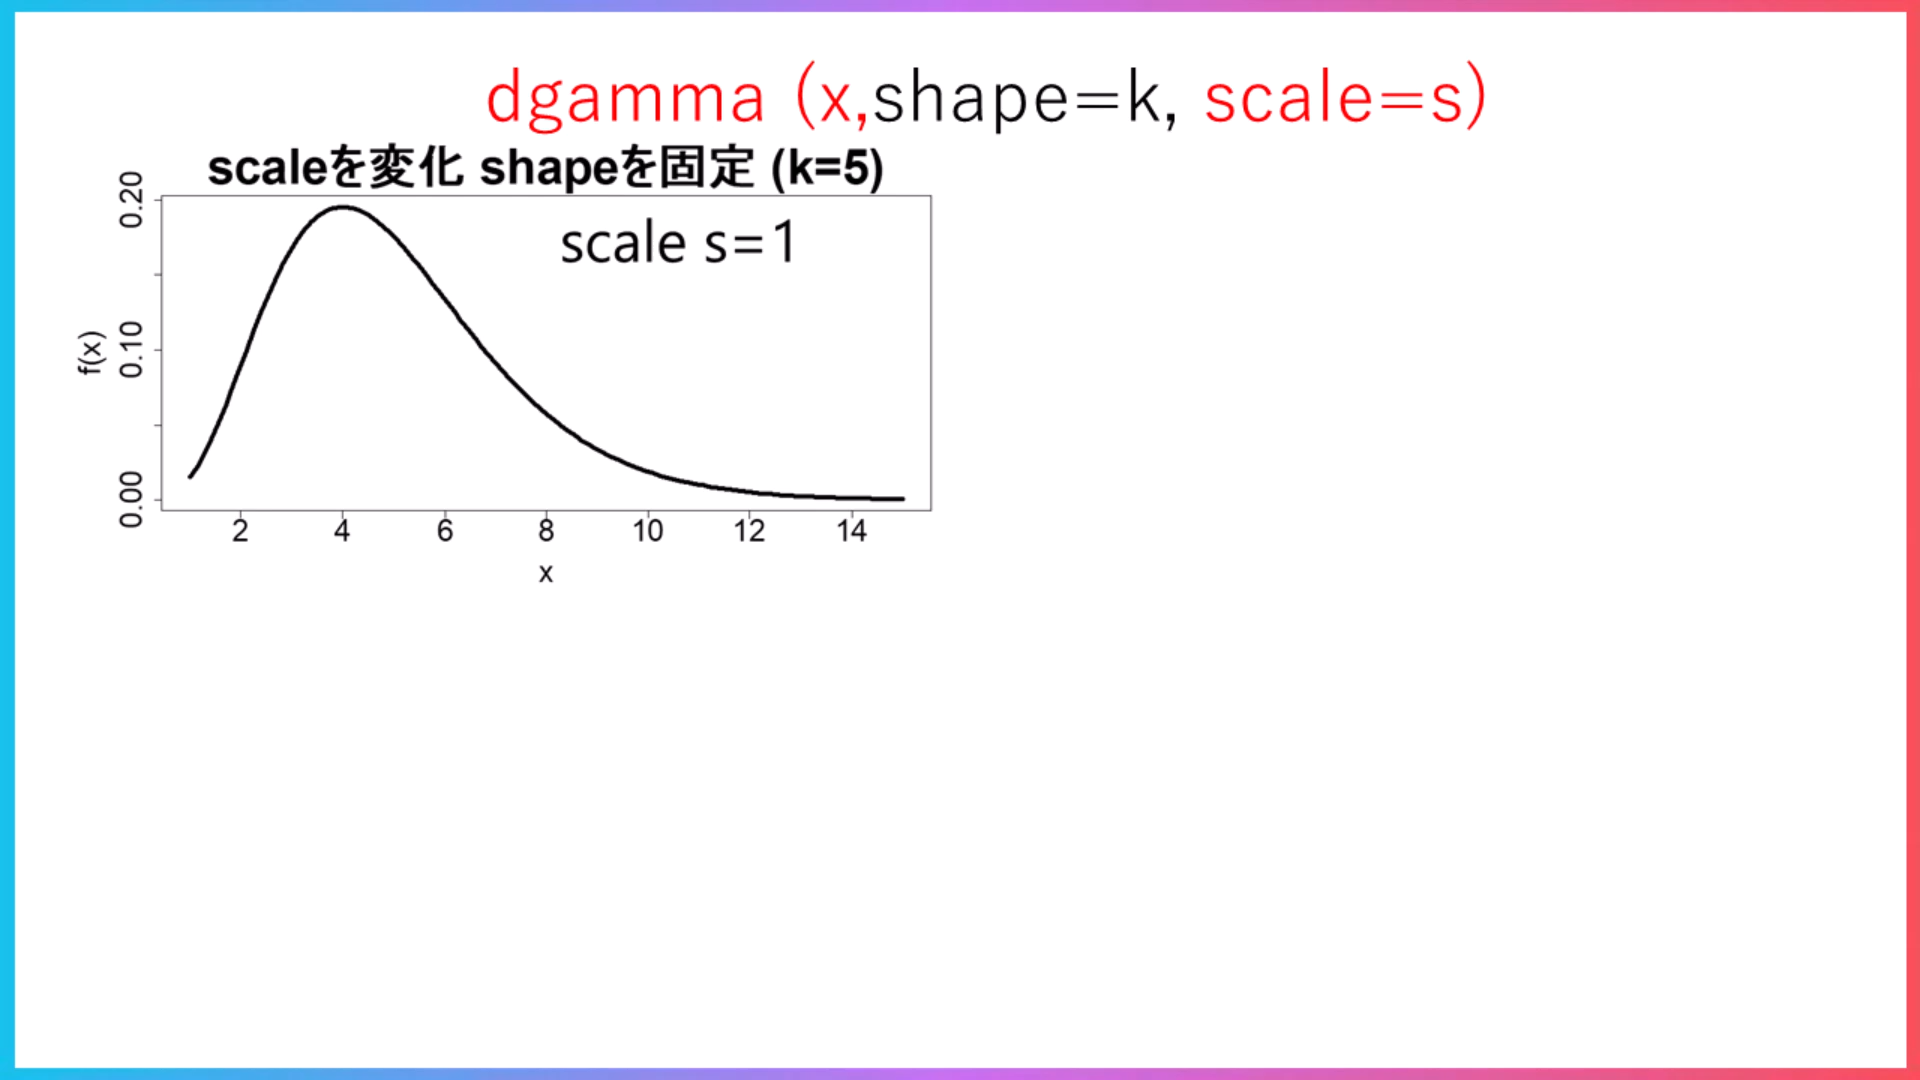 dgamma (x,shape=k, scale=s)
scaleを変化 shapeを固定 (k=5)
scale s=1
f(x)
0.20
0.10
0.00
2 4 6 8 10 12 14
x